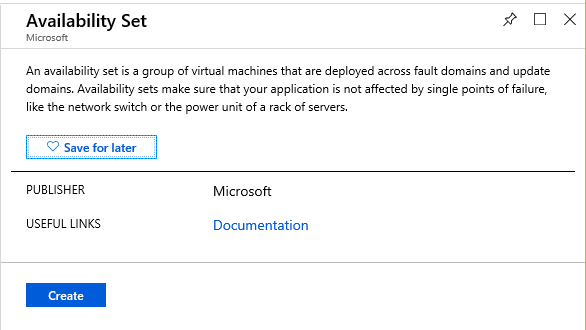 Availability Set
Microsoft
An availability set is a group of virtual machines that are deployed across fault domains and update
domains. Availability sets make sure that your application is not affected by single points of failure,
like the network switch or the power unit of a rack of servers.
Save for later
PUBLISHER Microsoft
USEFUL LINKS Documentation
Create